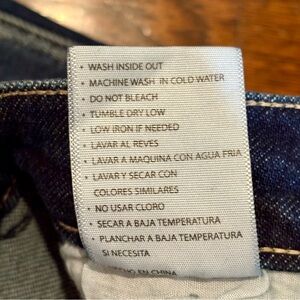 • WASH INSIDE OUT
• MACHINE WASH IN COLD WATER
• DO NOT BLEACH
• TUMBLE DRY LOW
• LOW IRON IF NEEDED
• LAVAR AL REVES
• LAVAR A MAQUINA CON AGUA FRIA
• LAVAR Y SECAR CON
COLORES SIMILARES
• NO USAR CLORO
• SECAR A BAJA TEMPERATURA
• PLANCHAR A BAJA TEMPERATURA
SI NECESITA
EN CHINA